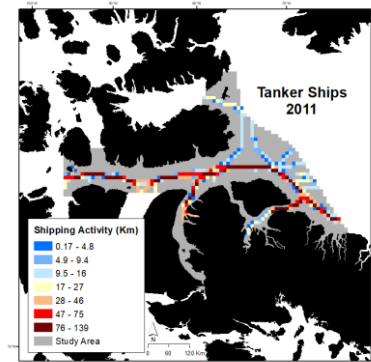 Tanker Ships
2011
Shipping Activity (Km)
0.17 - 4.8
4.9 - 9.4
9.5 - 16
17 - 27
28 - 46
47 - 75
76 - 139
Study Area
N
0 60 120 Km